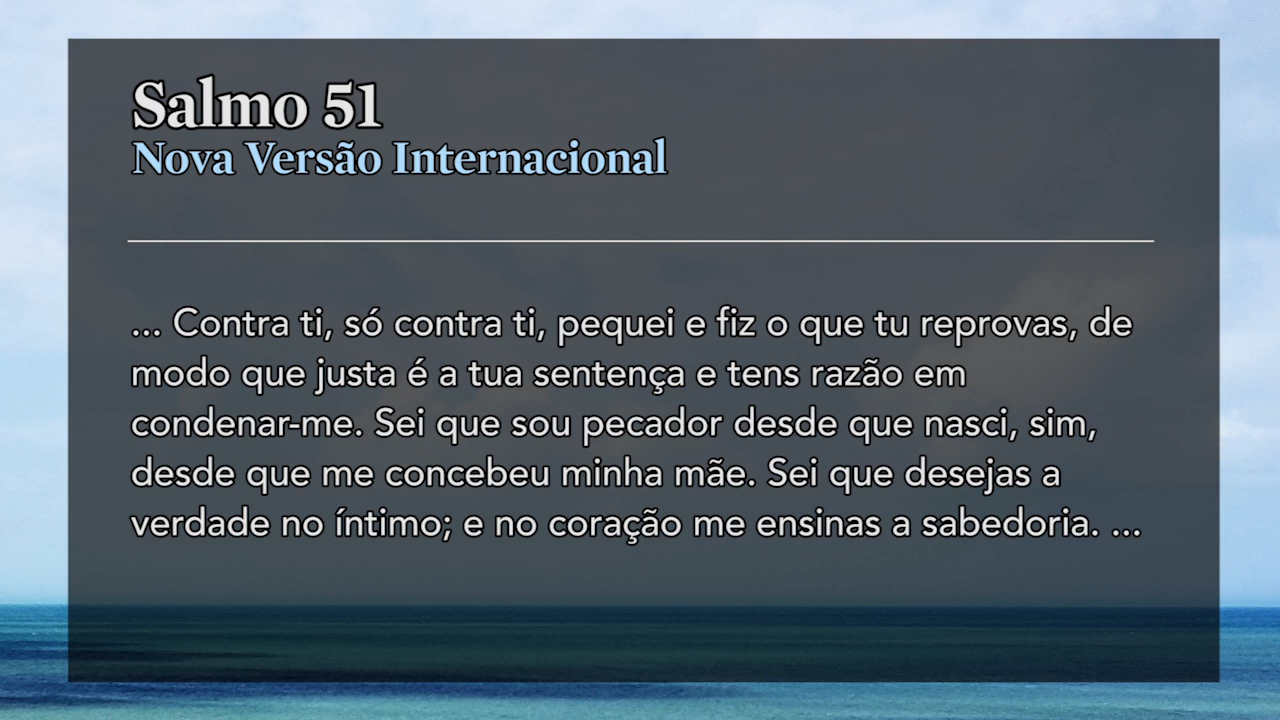 Salmo 51
Nova Versão Internacional
... Contra ti, só contra ti, pequei e fiz o que tu reprovas, de
modo que justa é a tua sentença e tens razão em
condenar-me. Sei que sou pecador desde que nasci, sim,
desde que me concebeu minha mãe. Sei que desejas a
verdade no íntimo; e no coração me ensinas a sabedoria. ...